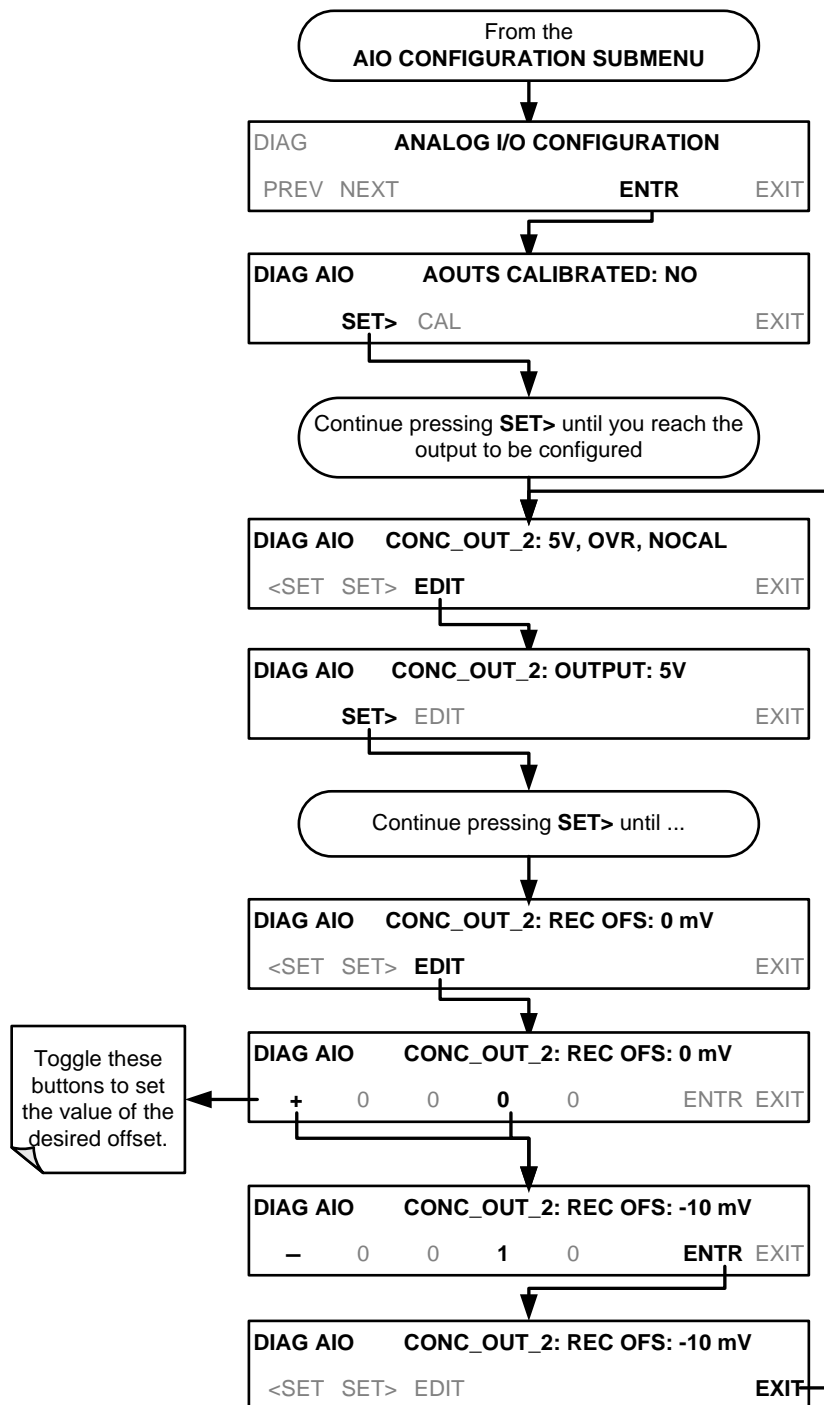 From the
AIO CONFIGURATION SUBMENU
DIAG ANALOG I/O CONFIGURATION
PREV NEXT ENTR EXIT
DIAG AIO AOUTS CALIBRATED: NO
SET> CAL EXIT
Continue pressing SET> until you reach the
output to be configured
DIAG AIO CONC_OUT_2: 5V, OVR, NOCAL
<SET SET> EDIT EXIT
DIAG AIO CONC_OUT_2: OUTPUT: 5V
SET> EDIT EXIT
Continue pressing SET> until ...
DIAG AIO CONC_OUT_2: REC OFS: 0 mV
<SET SET> EDIT EXIT
Toggle these
buttons to set
the value of the
desired offset.
DIAG AIO CONC_OUT_2: REC OFS: 0 mV
+ 0 0 0 0 ENTR EXIT
DIAG AIO CONC_OUT_2: REC OFS: -10 mV
– 0 0 1 0 ENTR EXIT
DIAG AIO CONC_OUT_2: REC OFS: -10 mV
<SET SET> EDIT EXIT